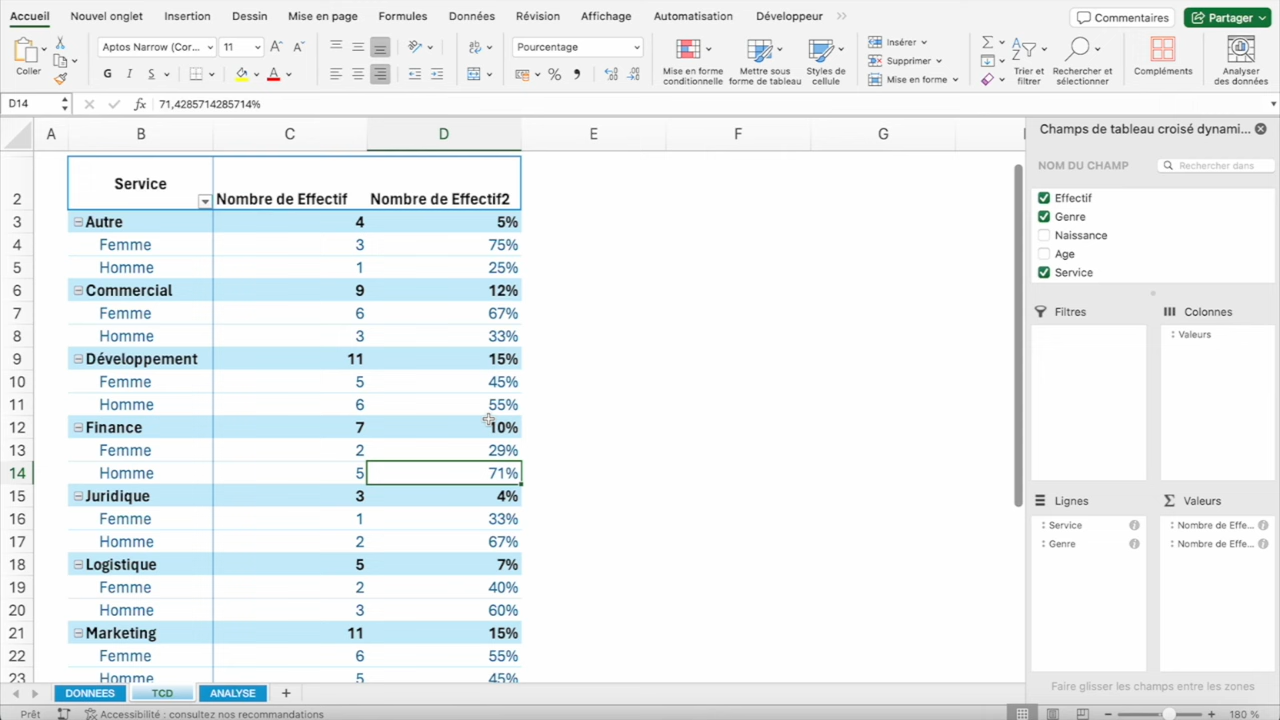 Accueil Nouvel onglet Insertion Dessin Mise en page Formules Données Révision Affichage Automatisation Développeur >> Commentaires Partager
Coller
Aptos Narrow (Cor... 11 A A
G I S A
Pourcentage
%
Mise en forme conditionnelle
Mettre sous forme de tableau
Styles de cellule
Insérer
Supprimer
Mise en forme
Trier et filtrer
Rechercher et sélectionner
Compléments
Analyser des données
D14 fx 71,4285714285714%
A B C D E F G
2 Service Nombre de Effectif Nombre de Effectif2
3 Autre 4 5%
4 Femme 3 75%
5 Homme 1 25%
6 Commercial 9 12%
7 Femme 6 67%
8 Homme 3 33%
9 Développement 11 15%
10 Femme 5 45%
11 Homme 6 55%
12 Finance 7 10%
13 Femme 2 29%
14 Homme 5 71%
15 Juridique 3 4%
16 Femme 1 33%
17 Homme 2 67%
18 Logistique 5 7%
19 Femme 2 40%
20 Homme 3 60%
21 Marketing 11 15%
22 Femme 6 55%
23 Homme 5 45%
Champs de tableau croisé dynami...
NOM DU CHAMP Rechercher dans
Effectif
Genre
Naissance
Age
Service
Filtres
Colonnes
Valeurs
Lignes
Service
Genre
Σ Valeurs
Nombre de Effe...
Nombre de Effe...
Faire glisser les champs entre les zones
DONNEES TCD ANALYSE +
Prêt Accessibilité : consultez nos recommandations 180 %